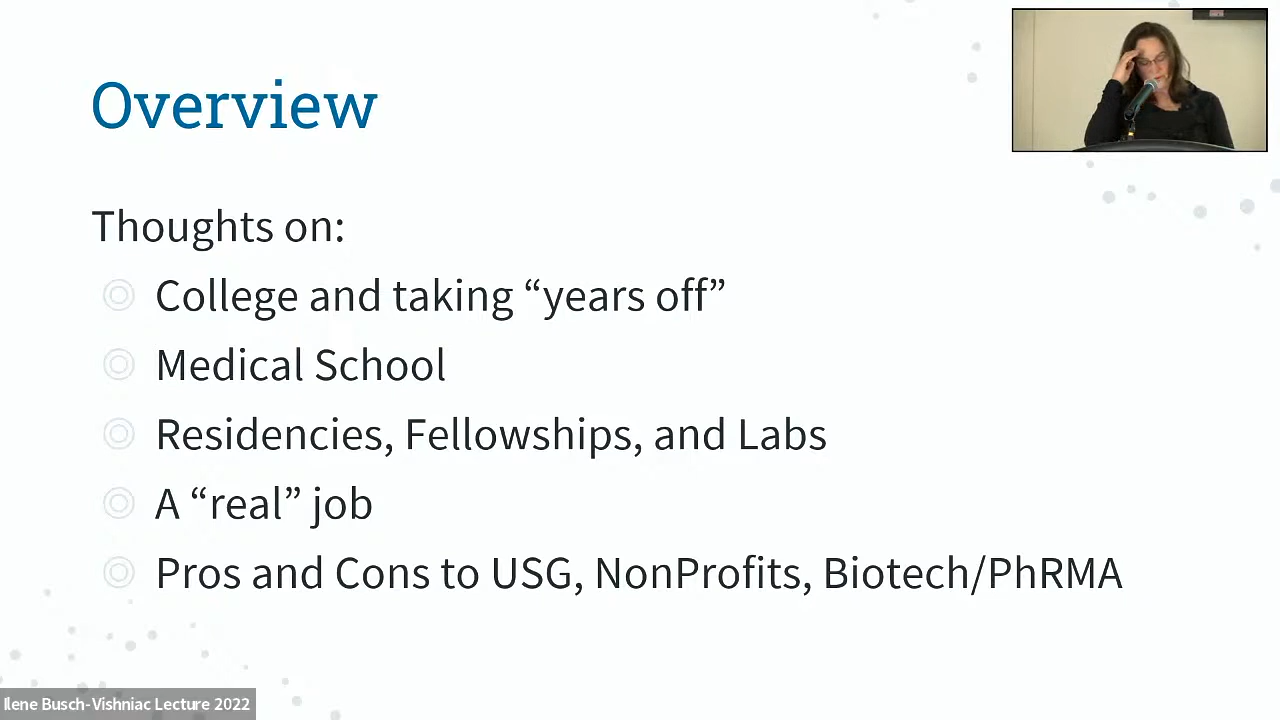 Overview
Thoughts on:
College and taking “years off”
Medical School
Residencies, Fellowships, and Labs
A “real” job
Pros and Cons to USG, NonProfits, Biotech/PhRMA
Ilene Busch-Vishniac Lecture 2022